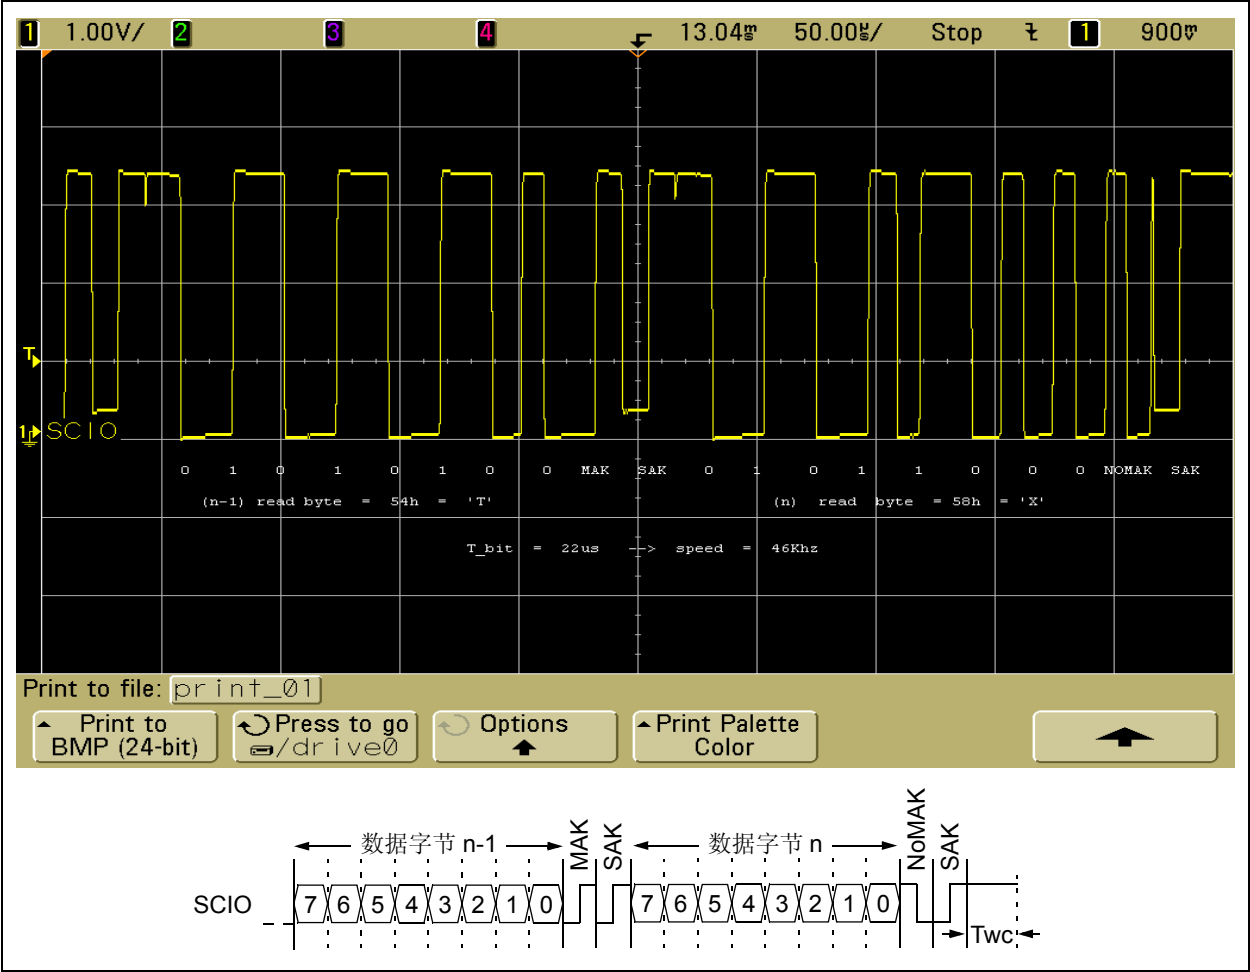 1 1.00V/ 2 3 4 13.04ms 50.00us/ Stop 1 900mV
T
1 SCIO
0 1 0 1 0 1 0 0 MAK SAK 0 1 0 1 1 0 0 0 NOMAK SAK
(n-1) read byte = 54h = 'T' (n) read byte = 58h = 'X'
T_bit = 22us --> speed = 46Khz
Print to file: print_01
Print to BMP (24-bit)
Press to go /drive0
Options
Print Palette Color
数据字节 n-1 MAK SAK 数据字节 n NoMAK SAK
SCIO 7 6 5 4 3 2 1 0 7 6 5 4 3 2 1 0
Twc